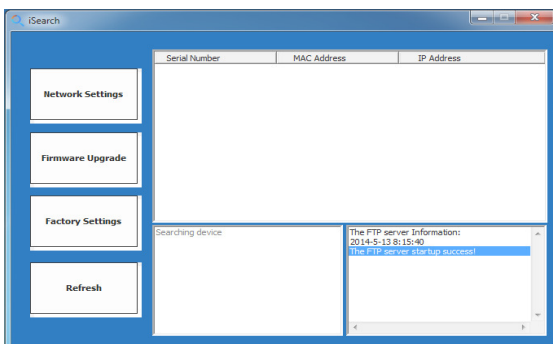 iSearch
Serial Number MAC Address IP Address
Network Settings
Firmware Upgrade
Factory Settings
Refresh
Searching device
The FTP server Information:
2014-5-13 8:15:40
The FTP server startup success!